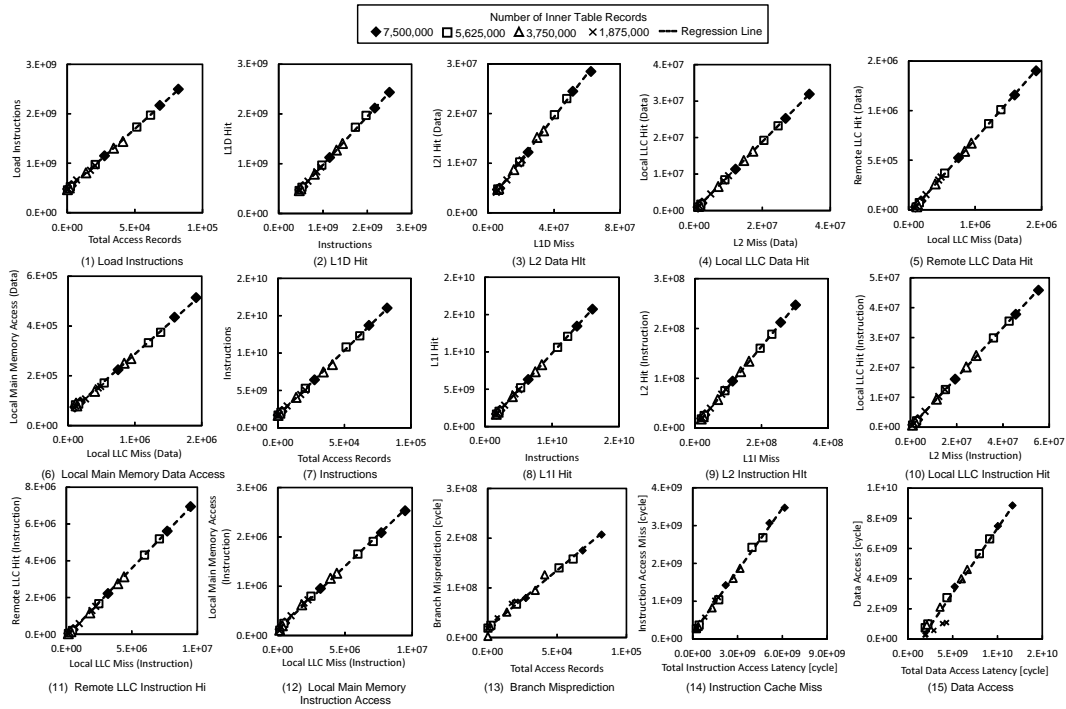 Number of Inner Table Records
7,500,000 5,625,000 3,750,000 1,875,000 Regression Line
Load Instructions
3.E+09
2.E+09
1.E+09
0.E+00
0.E+00 5.E+04 1.E+05
Total Access Records
(1) Load Instructions
L1D Hit
3.E+09
2.E+09
1.E+09
0.E+00
0.E+00 1.E+09 2.E+09 3.E+09
Instructions
(2) L1D Hit
L2I Hit (Data)
3.E+07
2.E+07
1.E+07
0.E+00
0.E+00 2.E+07 4.E+07 6.E+07 8.E+07
L1D Miss
(3) L2 Data HIt
Local LLC Hit (Data)
4.E+07
3.E+07
2.E+07
1.E+07
0.E+00
0.E+00 2.E+07 4.E+07
L2 Miss (Data)
(4) Local LLC Data Hit
Remote LLC Hit (Data)
2.E+06
1.E+06
5.E+05
0.E+00
0.E+00 1.E+06 2.E+06
Local LLC Miss (Data)
(5) Remote LLC Data Hit
Local Main Memory Access (Data)
6.E+05
4.E+05
2.E+05
0.E+00
0.E+00 1.E+06 2.E+06
Local LLC Miss (Data)
(6) Local Main Memory Data Access
Instructions
2.E+10
2.E+10
1.E+10
5.E+09
0.E+00
0.E+00 5.E+04 1.E+05
Total Access Records
(7) Instructions
L1I Hit
2.E+10
2.E+10
1.E+10
5.E+09
0.E+00
0.E+00 1.E+10 2.E+10
Instructions
(8) L1I Hit
L2 Hit (Instruction)
3.E+08
2.E+08
1.E+08
0.E+00
0.E+00 2.E+08 4.E+08
L1I Miss
(9) L2 Instruction HIt
Local LLC Hit (Instruction)
5.E+07
4.E+07
3.E+07
2.E+07
1.E+07
0.E+00
0.E+00 2.E+07 4.E+07 6.E+07
L2 Miss (Instruction)
(10) Local LLC Instruction Hit
Remote LLC Hit (Instruction)
8.E+06
6.E+06
4.E+06
2.E+06
0.E+00
0.E+00 5.E+06 1.E+07
Local LLC Miss (Instruction)
(11) Remote LLC Instruction Hi
Local Main Memory Access
(Instruction)
3.E+06
2.E+06
1.E+06
0.E+00
0.E+00 5.E+06 1.E+07
Local LLC Miss (Instruction)
(12) Local Main Memory
Instruction Access
Branch Misprediction [cycle]
3.E+08
2.E+08
1.E+08
0.E+00
0.E+00 5.E+04 1.E+05
Total Access Records
(13) Branch Misprediction
Instruction Access Miss [cycle]
4.E+09
3.E+09
2.E+09
1.E+09
0.E+00
0.E+00 3.E+09 6.E+09 9.E+09
Total Instruction Access Latency [cycle]
(14) Instruction Cache Miss
Data Access [cycle]
1.E+10
8.E+09
6.E+09
4.E+09
2.E+09
0.E+00
0.E+00 5.E+09 1.E+10 2.E+10
Total Data Access Latency [cycle]
(15) Data Access